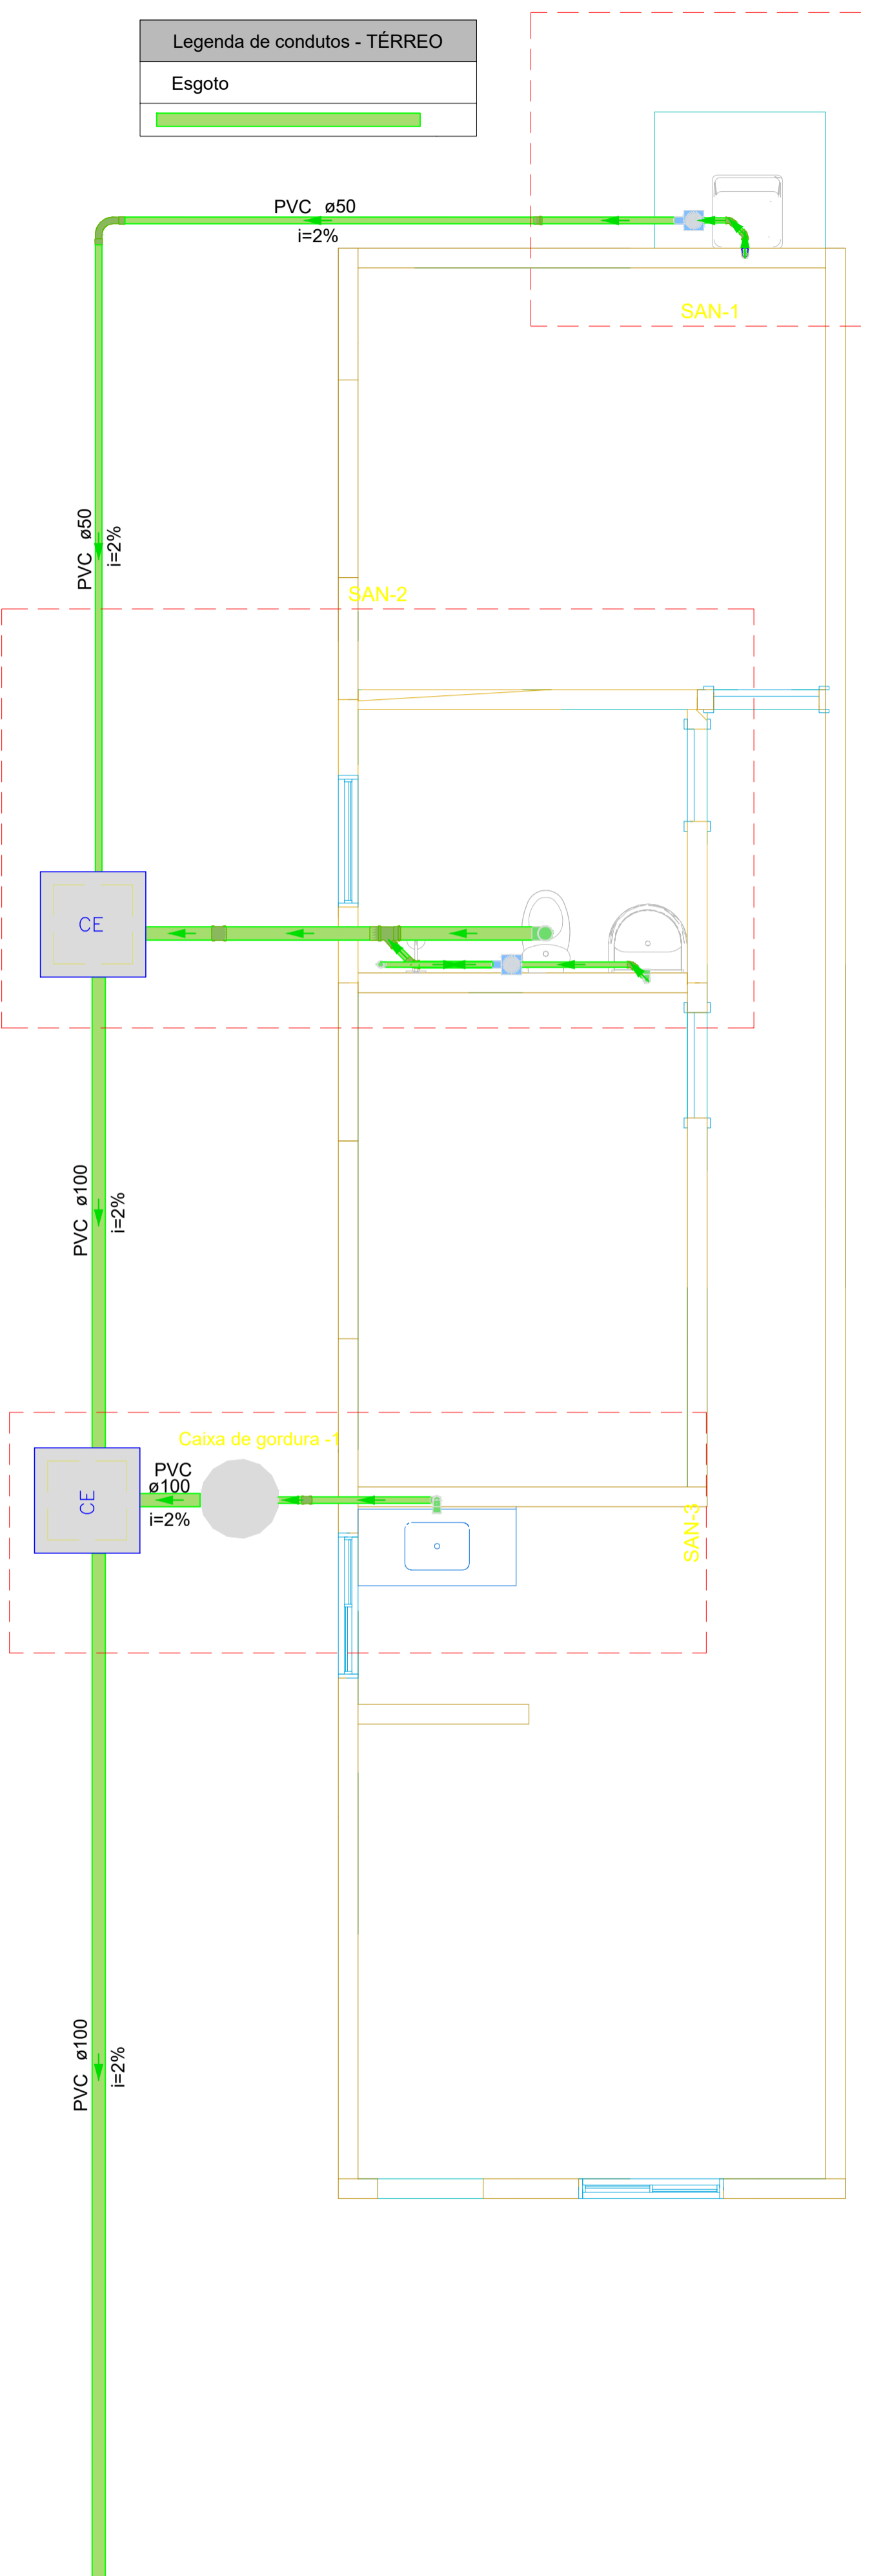 Legenda de condutos - TÉRREO
Esgoto
PVC ø50
i=2%
SAN-1
PVC ø50
i=2%
SAN-2
CE
PVC ø100
i=2%
Caixa de gordura -1
PVC
ø100
i=2%
CE
SAN-3
PVC ø100
i=2%